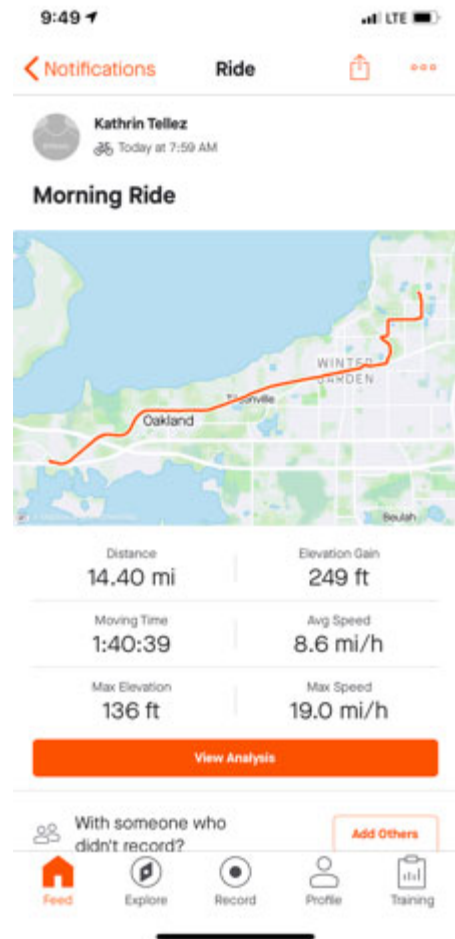 9:49
LTE
Notifications
Ride
Kathrin Tellez
Today at 7:59 AM
Morning Ride
WINTER
GARDEN
Oakland
Beulah
Distance
Elevation Gain
14.40 mi
249 ft
Moving Time
Avg Speed
1:40:39
8.6 mi/h
Max Elevation
Max Speed
136 ft
19.0 mi/h
View Analysis
With someone who
didn't record?
Add Others
Feed
Explore
Record
Profile
Training